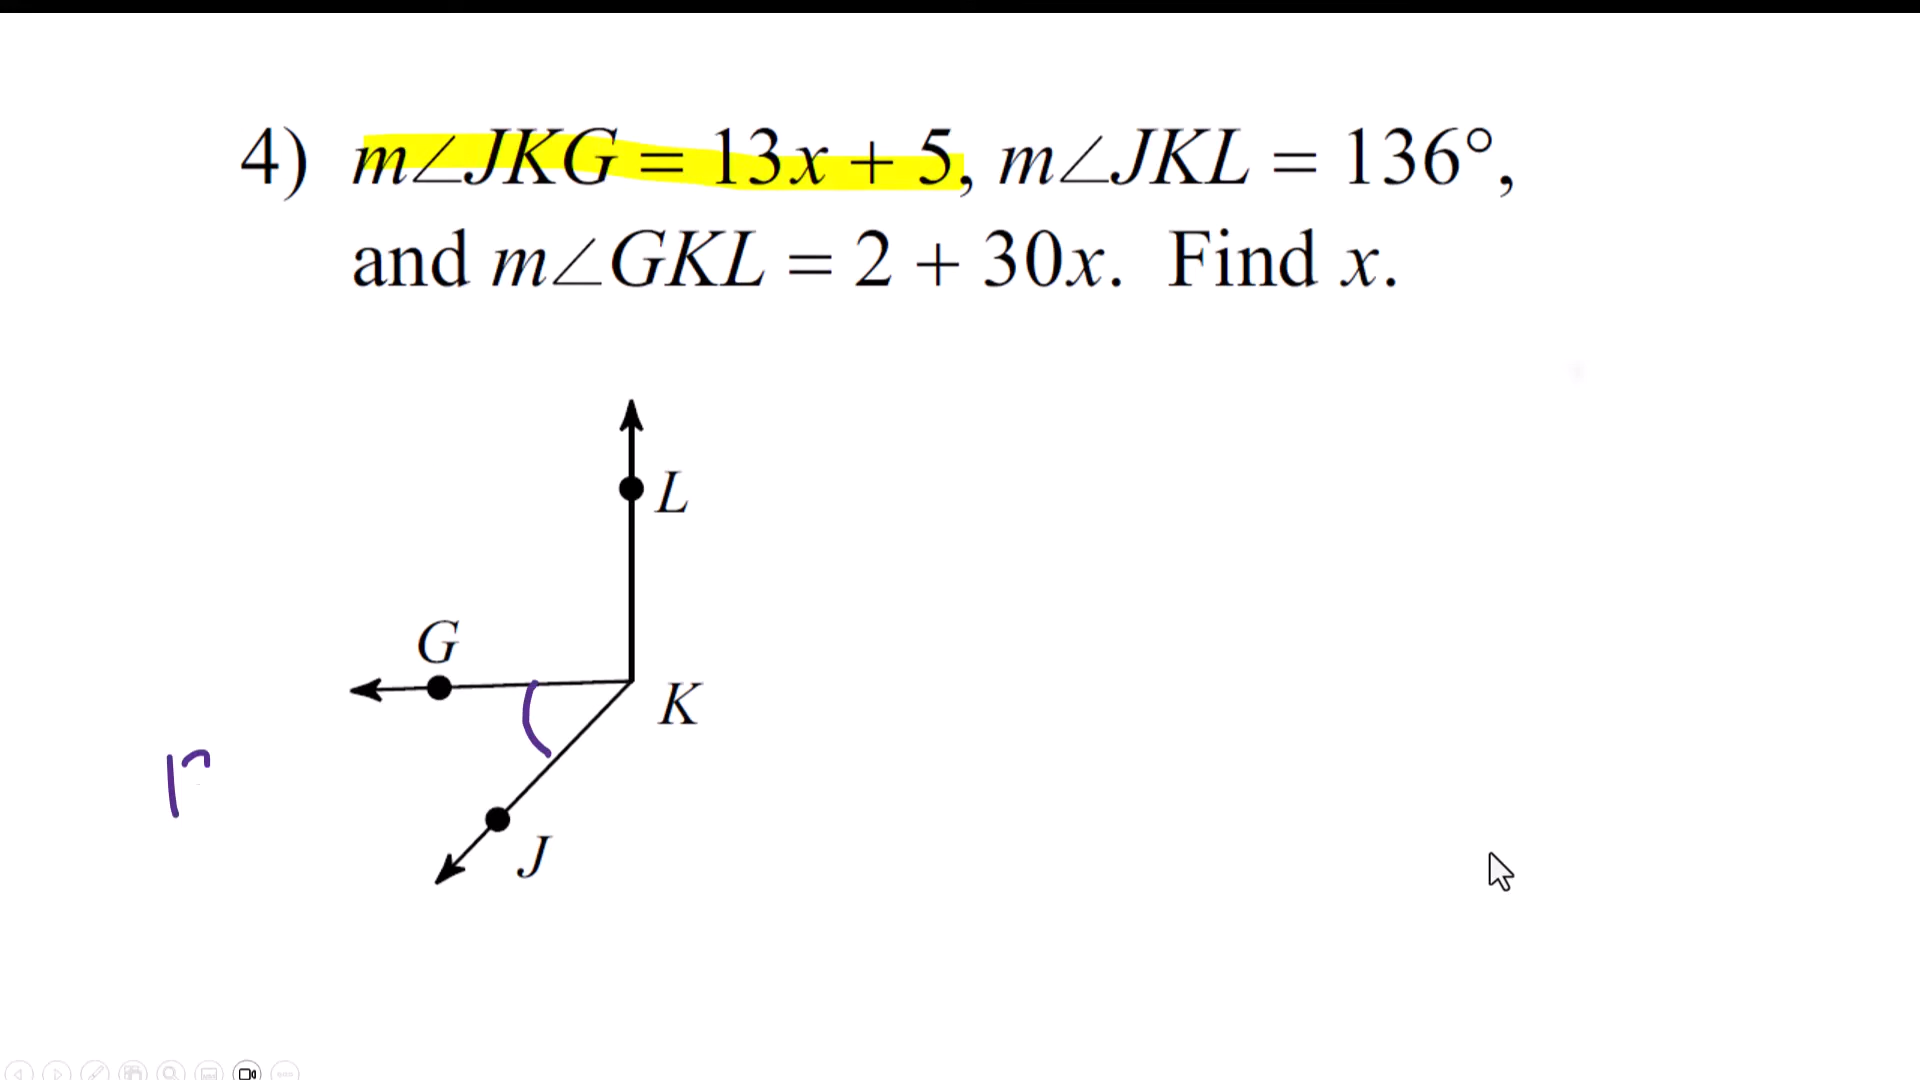 4) m∠JKG = 13x + 5, m∠JKL = 136°,
and m∠GKL = 2 + 30x. Find x.
L
G
K
J